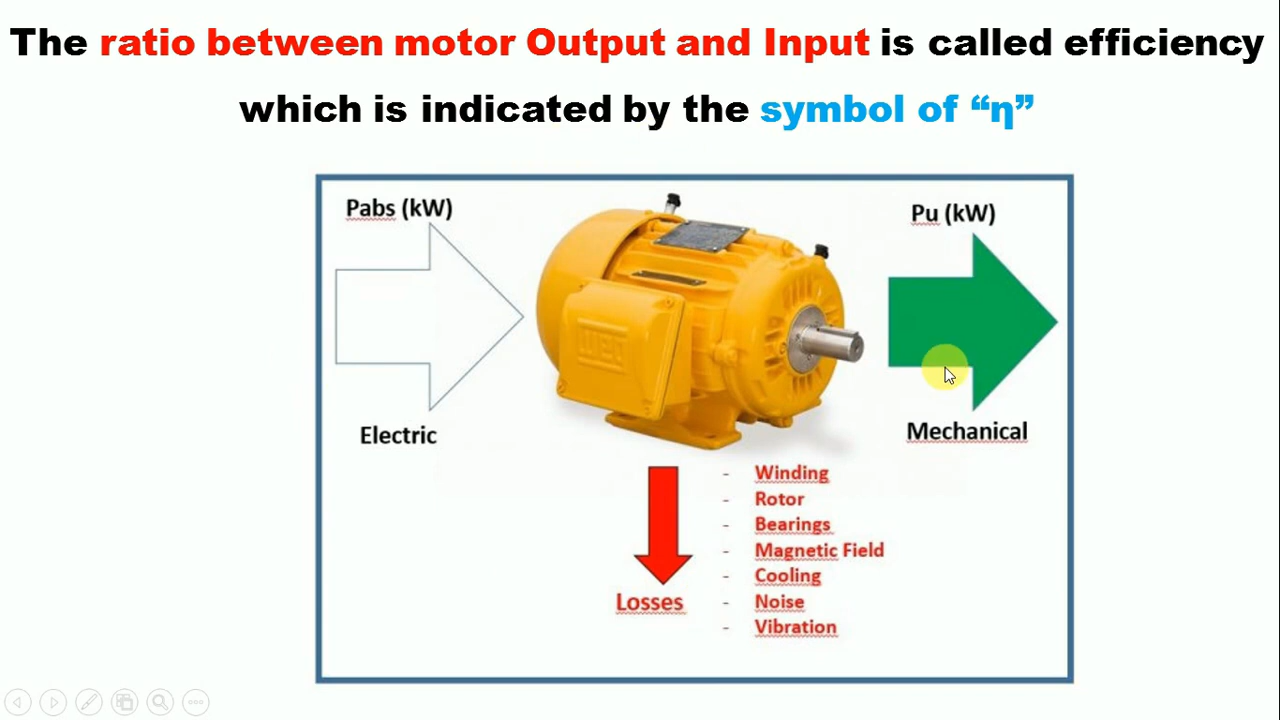 The ratio between motor Output and Input is called efficiency
which is indicated by the symbol of “η”
Pabs (kW)
Pu (kW)
WEG
Electric
Mechanical
Losses
- Winding
- Rotor
- Bearings
- Magnetic Field
- Cooling
- Noise
- Vibration